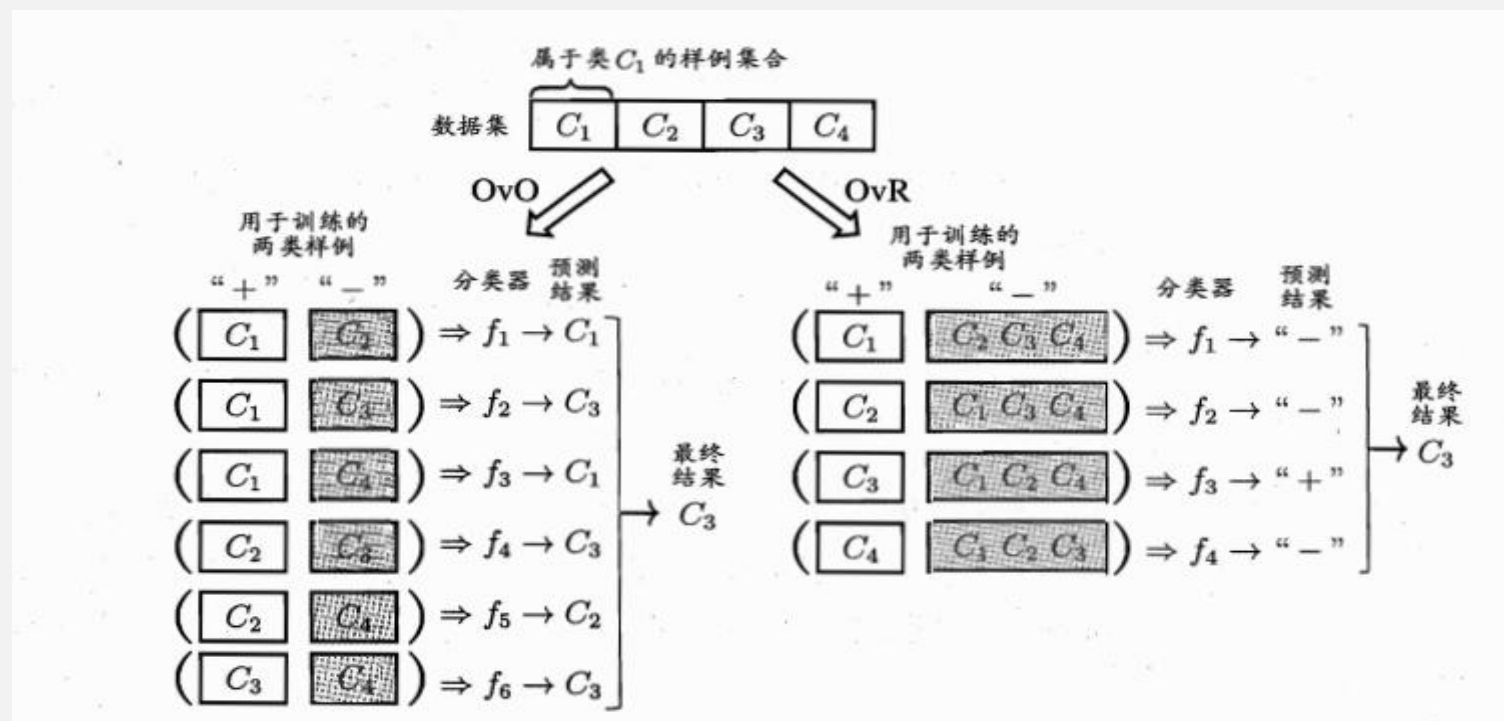 属于类C₁的样例集合
数据集 C₁ C₂ C₃ C₄
OvO
用于训练的
两类样例
“+” “−” 分类器 预测
结果
( C₁ C₂ ) ⇒ f₁ → C₁
( C₁ C₃ ) ⇒ f₂ → C₃
( C₁ C₄ ) ⇒ f₃ → C₁
( C₂ C₃ ) ⇒ f₄ → C₃
( C₂ C₄ ) ⇒ f₅ → C₂
( C₃ C₄ ) ⇒ f₆ → C₃
最终
结果
C₃
OvR
用于训练的
两类样例
“+” “−” 分类器 预测
结果
( C₁ C₂ C₃ C₄ ) ⇒ f₁ → “−”
( C₂ C₁ C₃ C₄ ) ⇒ f₂ → “−”
( C₃ C₁ C₂ C₄ ) ⇒ f₃ → “+”
( C₄ C₁ C₂ C₃ ) ⇒ f₄ → “−”
最终
结果
C₃